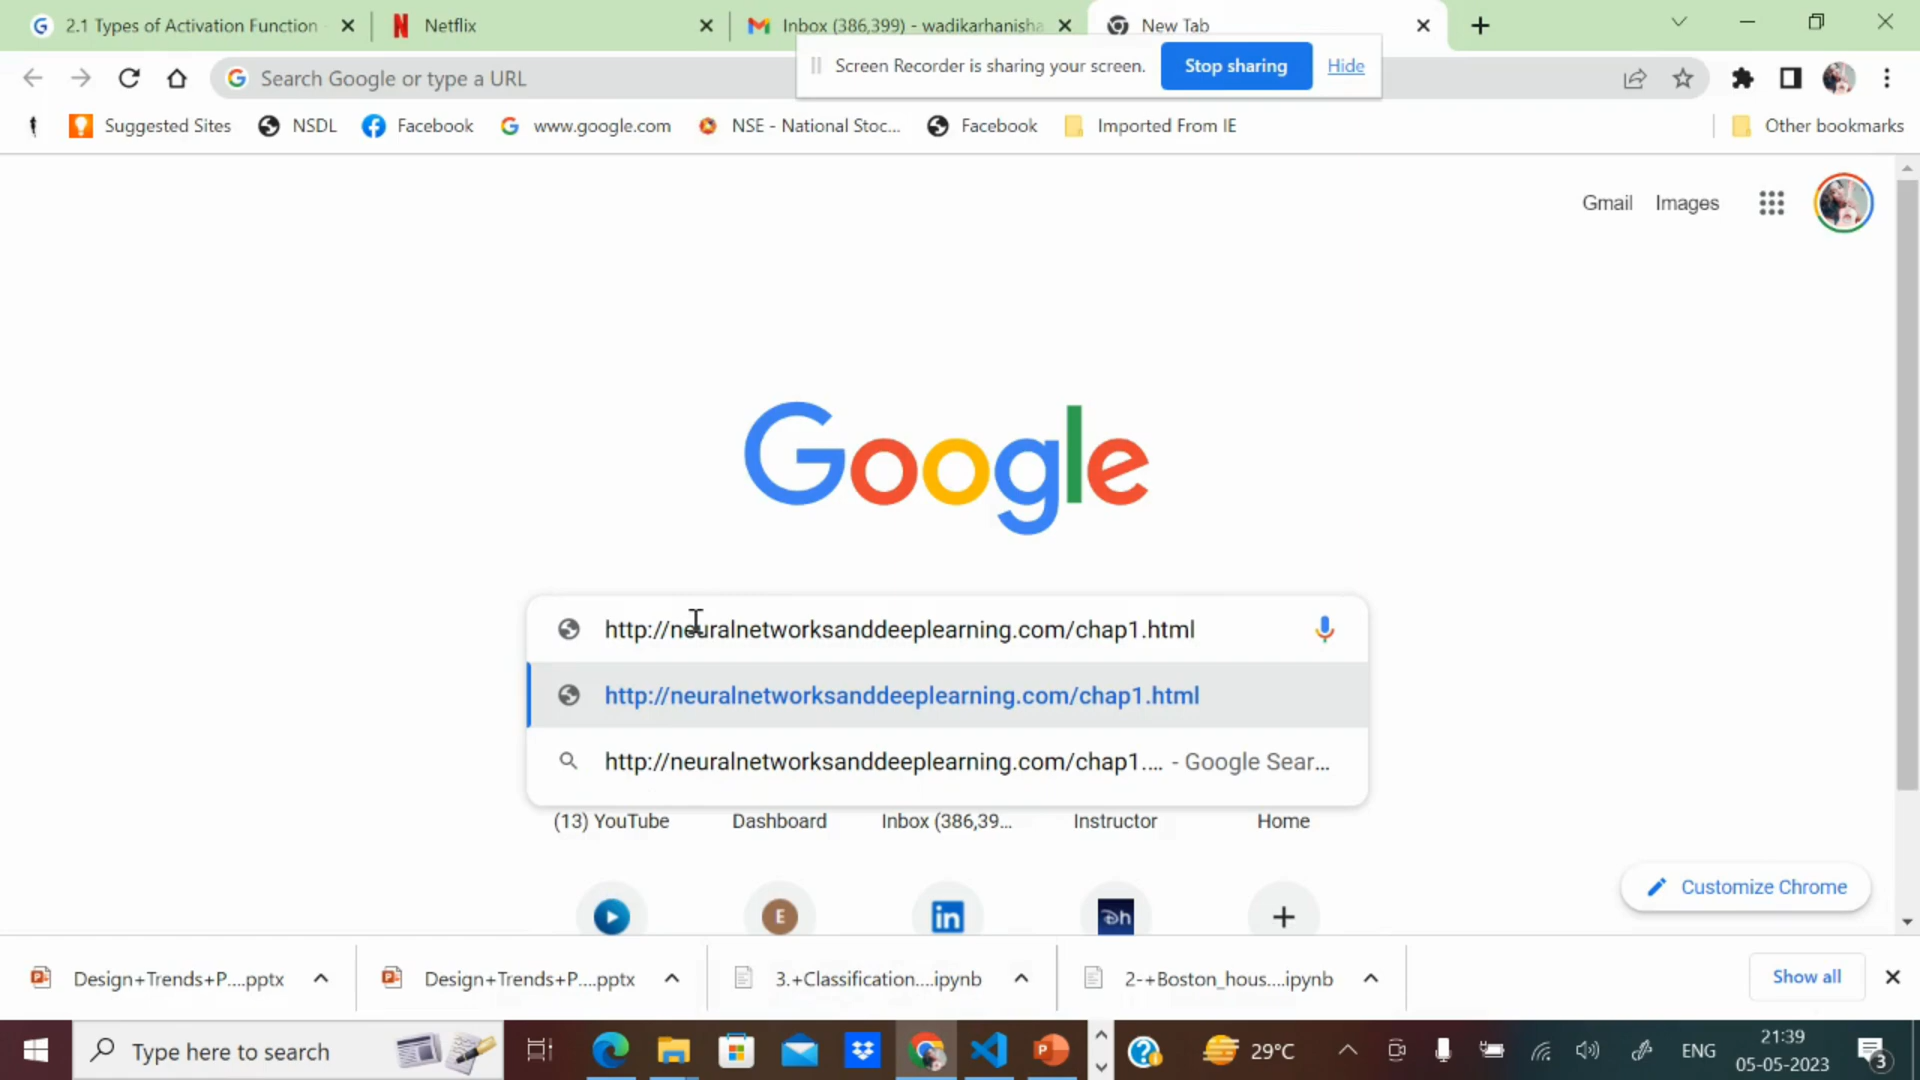 2.1 Types of Activation Function
Netflix
Inbox (386,399) - wadikarhanisha
New Tab
Screen Recorder is sharing your screen.
Stop sharing
Hide
Search Google or type a URL
Suggested Sites
NSDL
Facebook
www.google.com
NSE - National Stoc...
Facebook
Imported From IE
Other bookmarks
Gmail
Images
Google
http://neuralnetworksanddeeplearning.com/chap1.html
http://neuralnetworksanddeeplearning.com/chap1.html
http://neuralnetworksanddeeplearning.com/chap1.... - Google Sear...
(13) YouTube
Dashboard
Inbox (386,39...
Instructor
Home
E
in
Customize Chrome
Design+Trends+P....pptx
Design+Trends+P....pptx
3.+Classification....ipynb
2-+Boston_hous....ipynb
Show all
Type here to search
29°C
ENG
21:39
05-05-2023
3